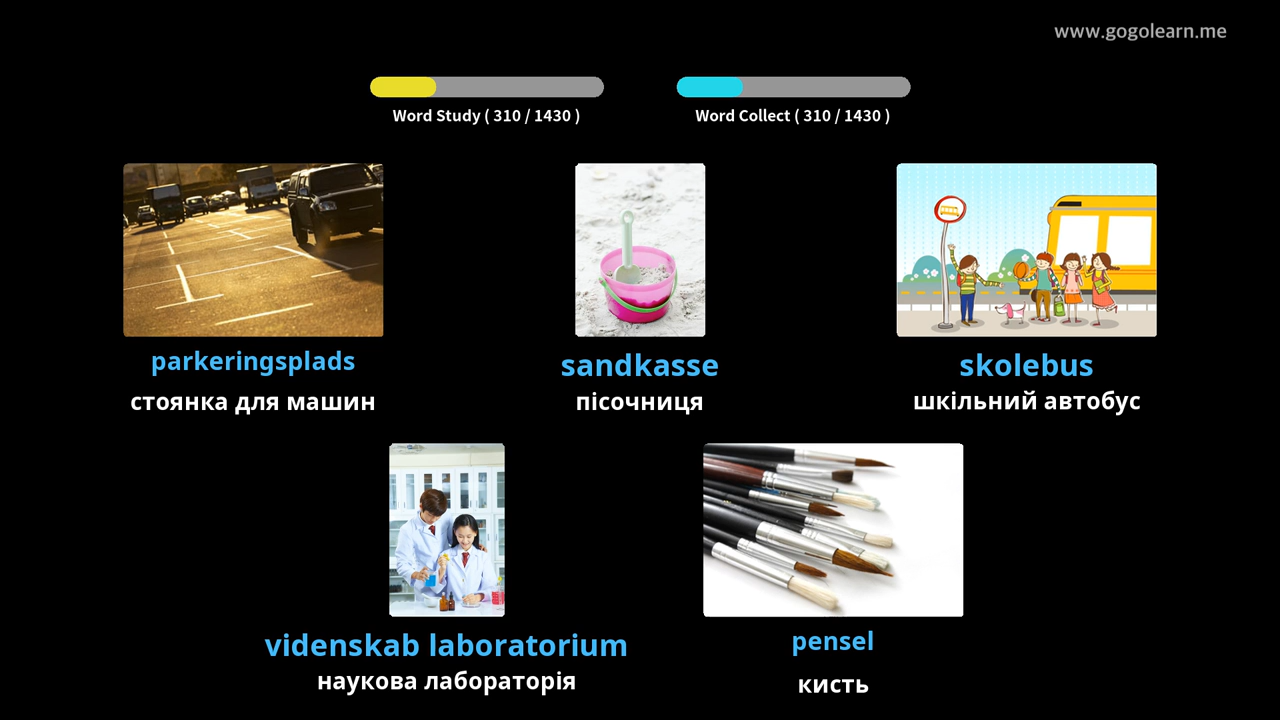 www.gogolearn.me
Word Study ( 310 / 1430 )
Word Collect ( 310 / 1430 )
parkeringsplads
стоянка для машин
sandkasse
пісочниця
skolebus
шкільний автобус
videnskab laboratorium
наукова лабораторія
pensel
кисть